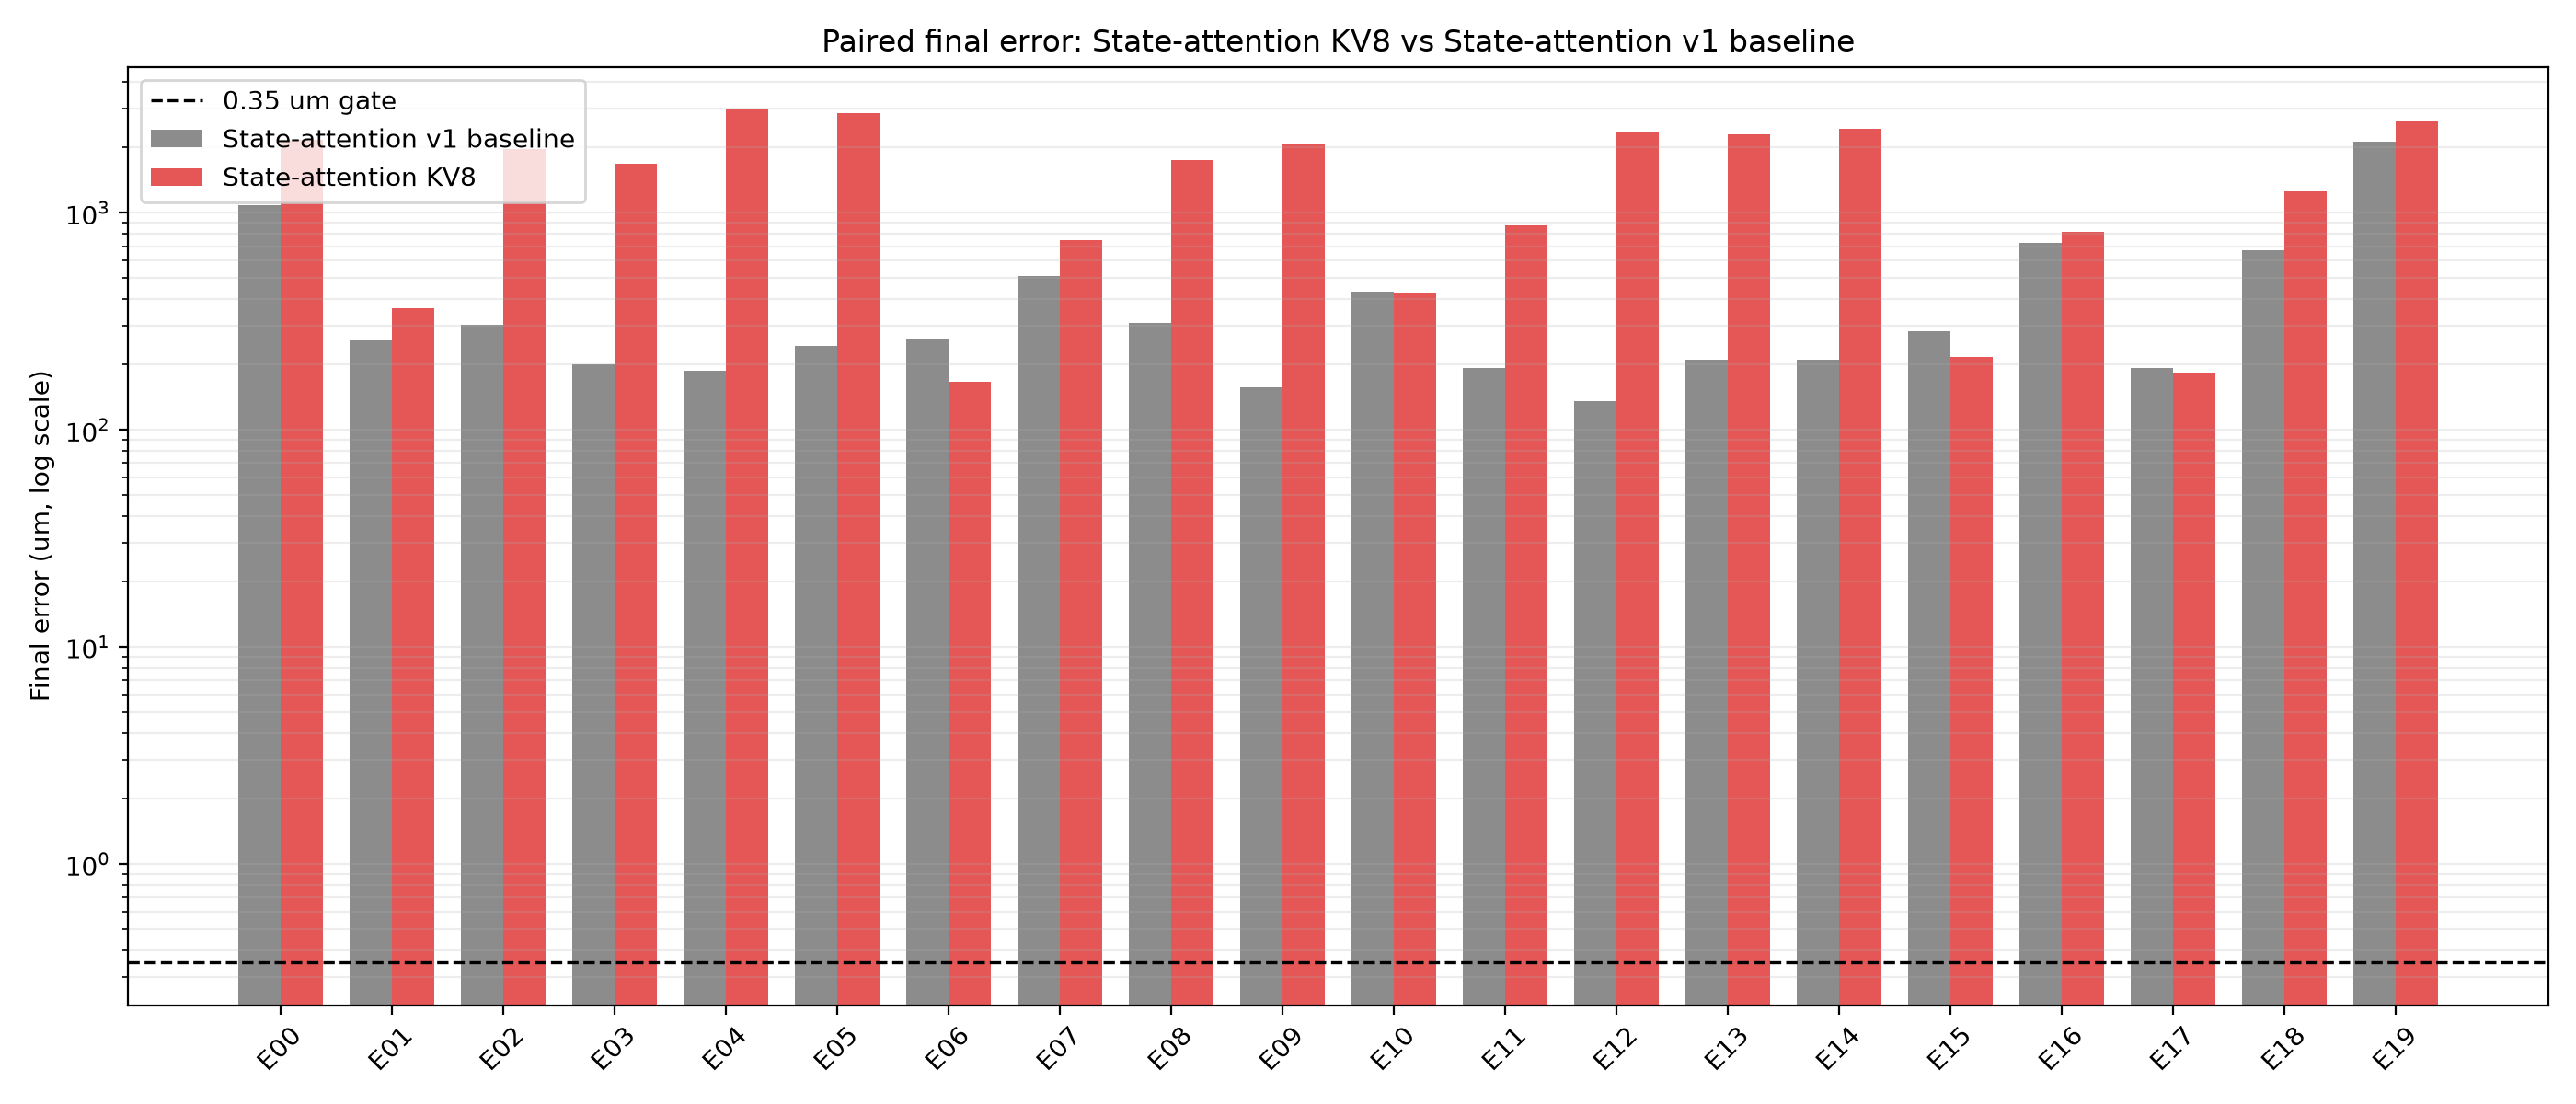 Paired final error: State-attention KV8 vs State-attention v1 baseline
0.35 um gate
State-attention v1 baseline
State-attention KV8
Final error (um, log scale)
10³
10²
10¹
10⁰
E00 E01 E02 E03 E04 E05 E06 E07 E08 E09 E10 E11 E12 E13 E14 E15 E16 E17 E18 E19